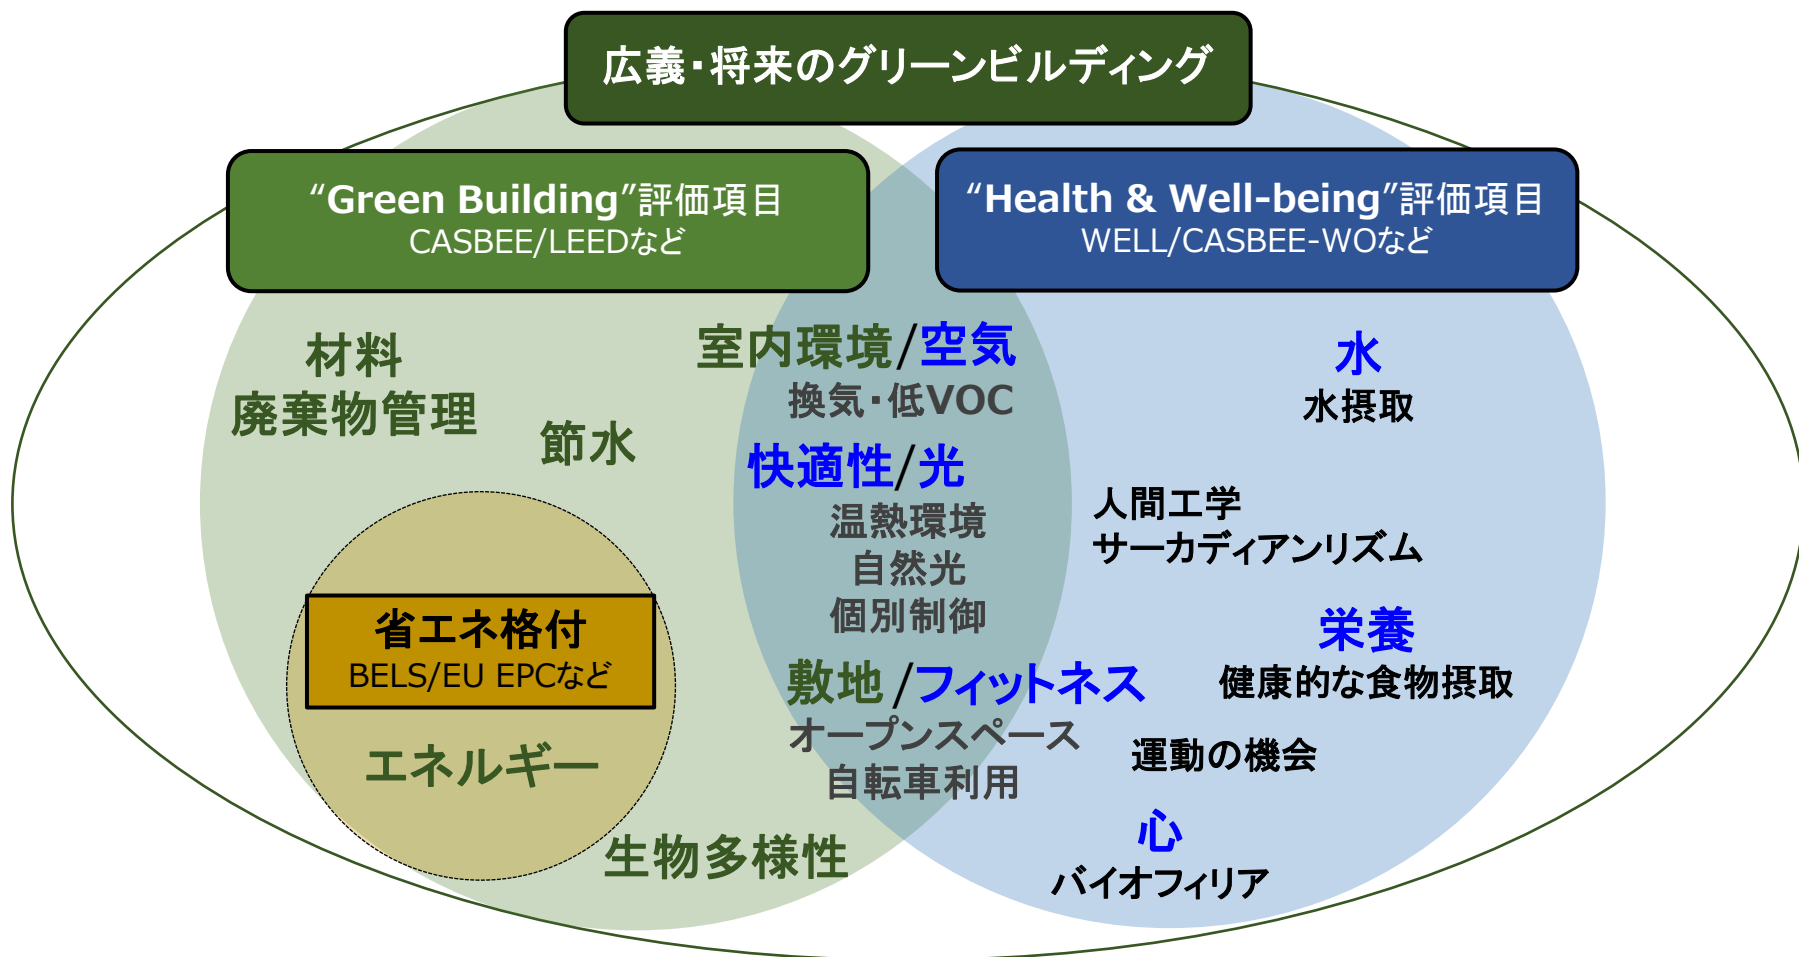 広義・将来のグリーンビルディング
“Green Building”評価項目
CASBEE/LEEDなど
“Health & Well-being”評価項目
WELL/CASBEE-WOなど
材料
廃棄物管理
節水
省エネ格付
BELS/EU EPCなど
エネルギー
生物多様性
室内環境/空気
換気・低VOC
快適性/光
温熱環境
自然光
個別制御
敷地/フィットネス
オープンスペース
自転車利用
水
水摂取
人間工学
サーカディアンリズム
栄養
健康的な食物摂取
運動の機会
心
バイオフィリア